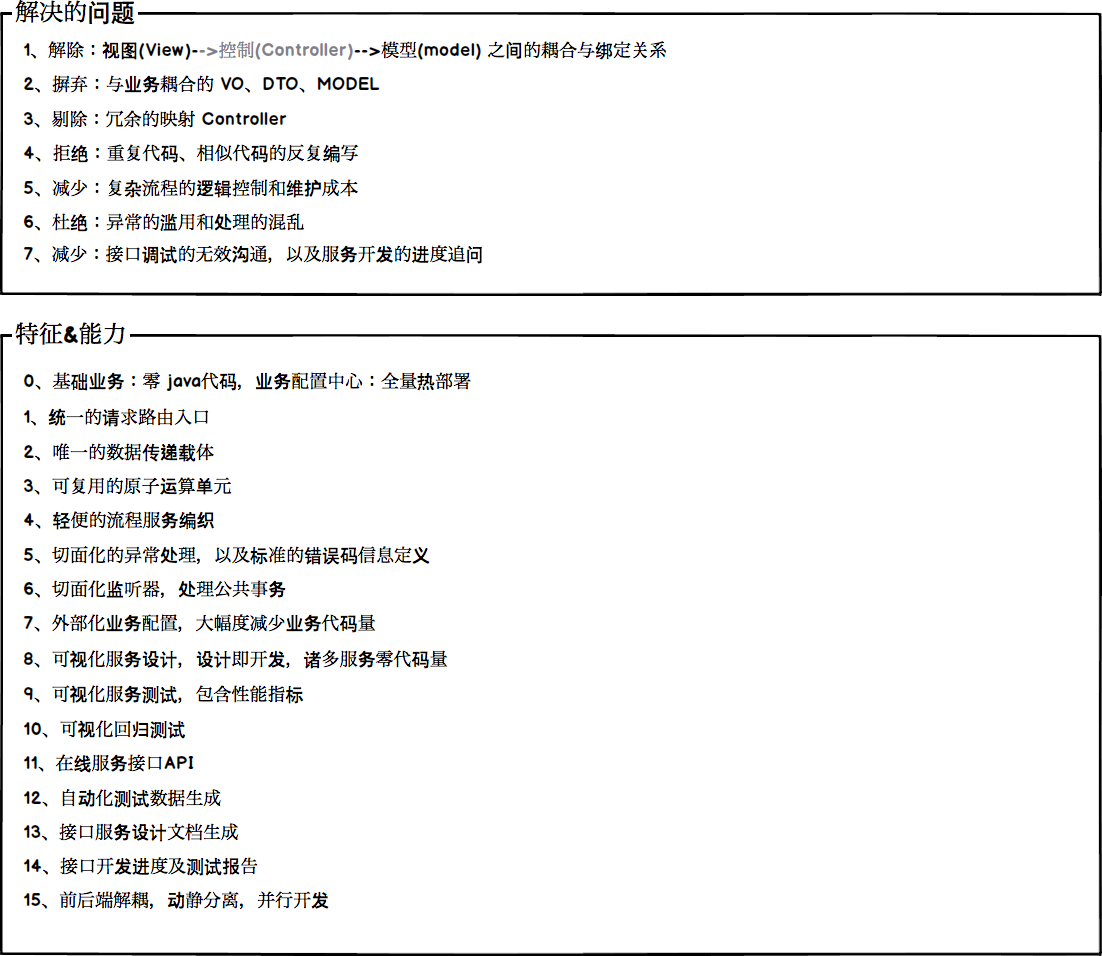 解决的问题
1、解除：视图(View)-->控制(Controller)-->模型(model) 之间的耦合与绑定关系
2、摒弃：与业务耦合的 VO、DTO、MODEL
3、剔除：冗余的映射 Controller
4、拒绝：重复代码、相似代码的反复编写
5、减少：复杂流程的逻辑控制和维护成本
6、杜绝：异常的滥用和处理的混乱
7、减少：接口调试的无效沟通，以及服务开发的进度追问
特征&能力
0、基础业务：零 java代码，业务配置中心：全量热部署
1、统一的请求路由入口
2、唯一的数据传递载体
3、可复用的原子运算单元
4、轻便的流程服务编织
5、切面化的异常处理，以及标准的错误码信息定义
6、切面化监听器，处理公共事务
7、外部化业务配置，大幅度减少业务代码量
8、可视化服务设计，设计即开发，诸多服务零代码量
9、可视化服务测试，包含性能指标
10、可视化回归测试
11、在线服务接口API
12、自动化测试数据生成
13、接口服务设计文档生成
14、接口开发进度及测试报告
15、前后端解耦，动静分离，并行开发